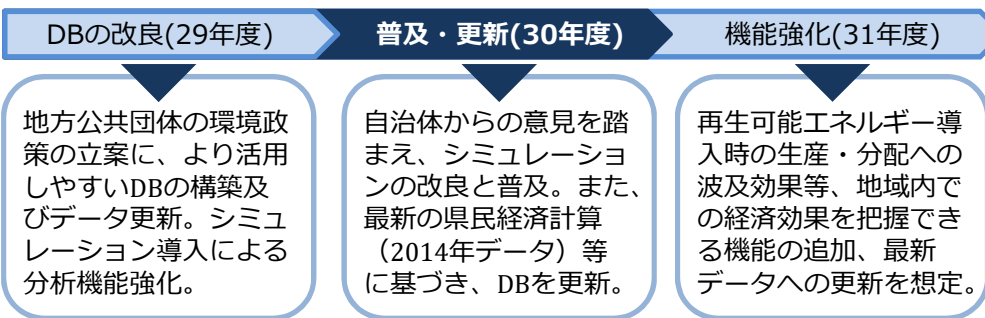 DBの改良(29年度)
普及・更新(30年度)
機能強化(31年度)
地方公共団体の環境政
策の立案に、より活用
しやすいDBの構築及
びデータ更新。シミュ
レーション導入による
分析機能強化。
自治体からの意見を踏
まえ、シミュレーショ
ンの改良と普及。また、
最新の県民経済計算
（2014年データ）等
に基づき、DBを更新。
再生可能エネルギー導
入時の生産・分配への
波及効果等、地域内で
の経済効果を把握でき
る機能の追加、最新
データへの更新を想定。